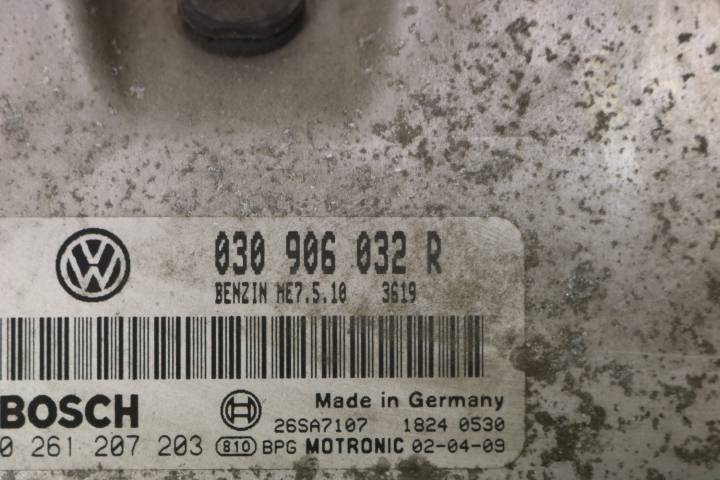 030 906 032 R
BENZIN ME7.5.10 3619
Made in Germany
BOSCH
26SA7107 1824 0530
0 261 207 203 810 BPG MOTRONIC 02-04-09